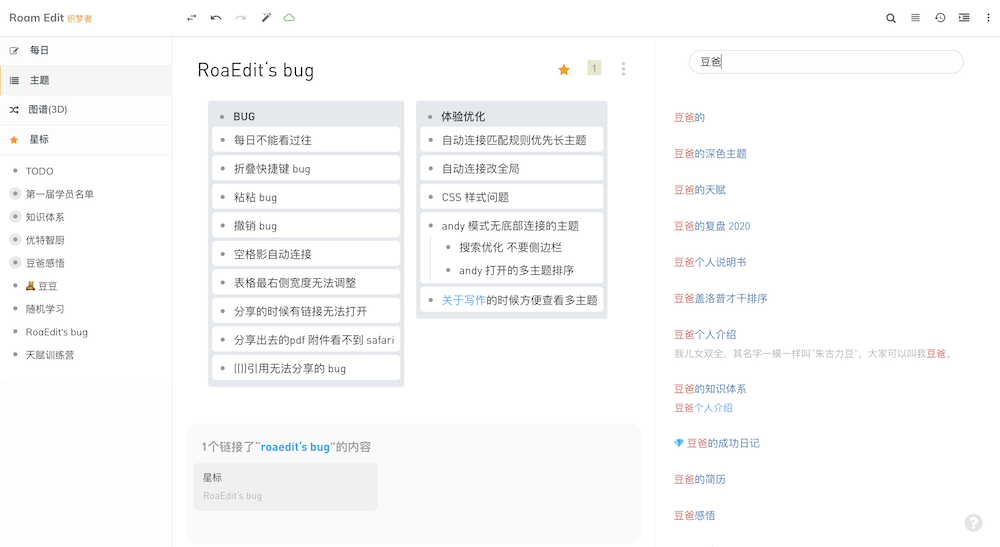 Roam Edit 织梦者
每日
主题
图谱(3D)
星标
TODO
第一届学员名单
知识体系
优特智厨
豆爸感悟
🧸 豆豆
随机学习
RoaEdit's bug
天赋训练营
RoaEdit's bug
1
BUG
每日不能看过往
折叠快捷键 bug
粘粘 bug
撤销 bug
空格影自动连接
表格最右侧宽度无法调整
分享的时候有链接无法打开
分享出去的pdf 附件看不到 safari
[[]]引用无法分享的 bug
体验优化
自动连接匹配规则优先长主题
自动连接改全局
CSS 样式问题
andy 模式无底部连接的主题
搜索优化 不要侧边栏
andy 打开的多主题排序
关于写作的时候方便查看多主题
1个链接了“roaedit's bug”的内容
星标
RoaEdit's bug
豆爸
豆爸的
豆爸的深色主题
豆爸的天赋
豆爸的复盘 2020
豆爸个人说明书
豆爸盖洛普才干排序
豆爸个人介绍
我儿女双全，其名字一模一样叫“朱古力豆”，大家可以叫我豆爸。
豆爸的知识体系
豆爸个人介绍
💎 豆爸的成功日记
豆爸的简历
豆爸感悟
?